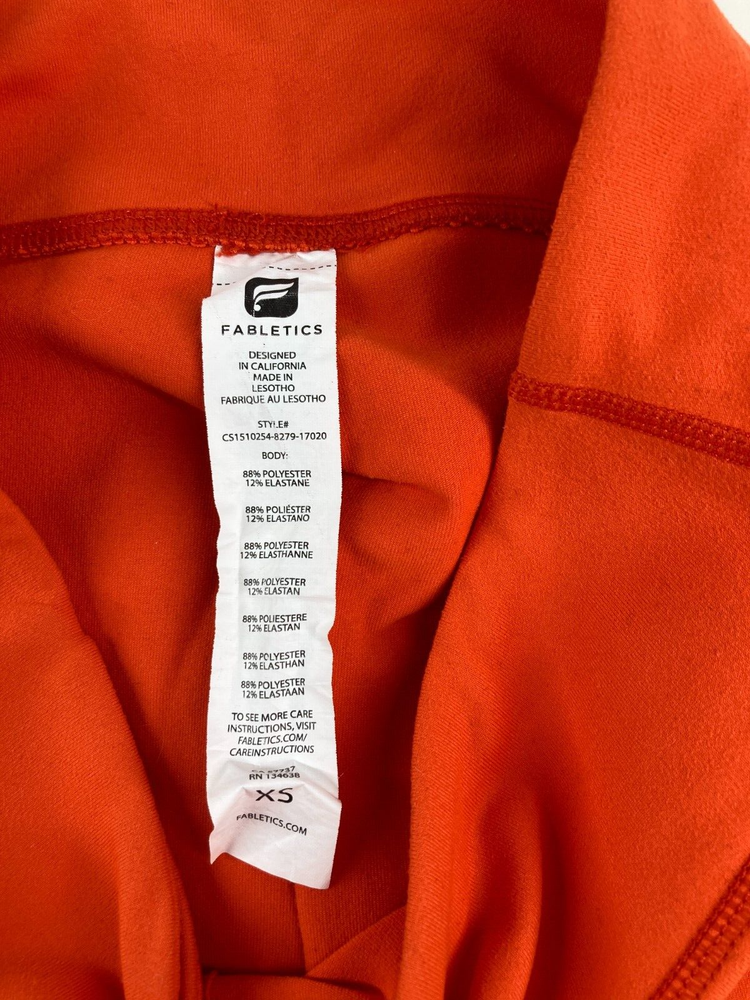 FABLETICS
DESIGNED
IN CALIFORNIA
MADE IN
LESOTHO
FABRIQUE AU LESOTHO
STYLE#
CS1510254-8279-17020
BODY:
88% POLYESTER
12% ELASTANE
88% POLIÉSTER
12% ELASTANO
88% POLYESTER
12% ELASTHANNE
88% POLYESTER
12% ELASTAN
88% POLIESTERE
12% ELASTAN
88% POLYESTER
12% ELASTHAN
88% POLYESTER
12% ELASTAAN
TO SEE MORE CARE
INSTRUCTIONS, VISIT
FABLETICS.COM/
CAREINSTRUCTIONS
RN 134638
XS
FABLETICS.COM